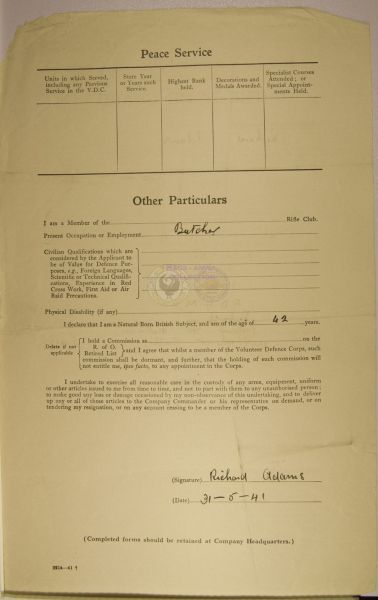 Peace Service
Units in which Served, including any Previous Service in the V.D.C.
State Year or Years such Service.
Highest Rank held.
Decorations and Medals Awarded.
Specialist Courses Attended; or Special Appointments Held.
Other Particulars
I am a Member of the Rifle Club.
Present Occupation or Employment Butcher
Civilian Qualifications which are
considered by the Applicant to
be of Value for Defence Pur-
poses, e.g., Foreign Languages,
Scientific or Technical Qualifi-
cations, Experience in Red
Cross Work, First Aid or Air
Raid Precautions.
Physical Disability (if any)
I declare that I am a Natural Born British Subject, and am of the age of 42 years.
Delete if not applicable
I hold a Commission as on the
R. of O.
Retired List
and I agree that whilst a member of the Volunteer Defence Corps, such
commission shall be dormant, and further, that the holding of such commission will
not entitle me, ipso facto, to any appointment in the Corps.
I undertake to exercise all reasonable care in the custody of any arms, equipment, uniform
or other articles issued to me from time to time, and not to part with them to any unauthorised person;
to make good any loss or damage occasioned by my non-observance of this undertaking, and to deliver
up any or all of those articles to the Company Commander or his representative on demand, or on
tendering my resignation, or on any account ceasing to be a member of the Corps.
(Signature) Richard Adams
(Date) 31-5-41
(Completed forms should be retained at Company Headquarters.)